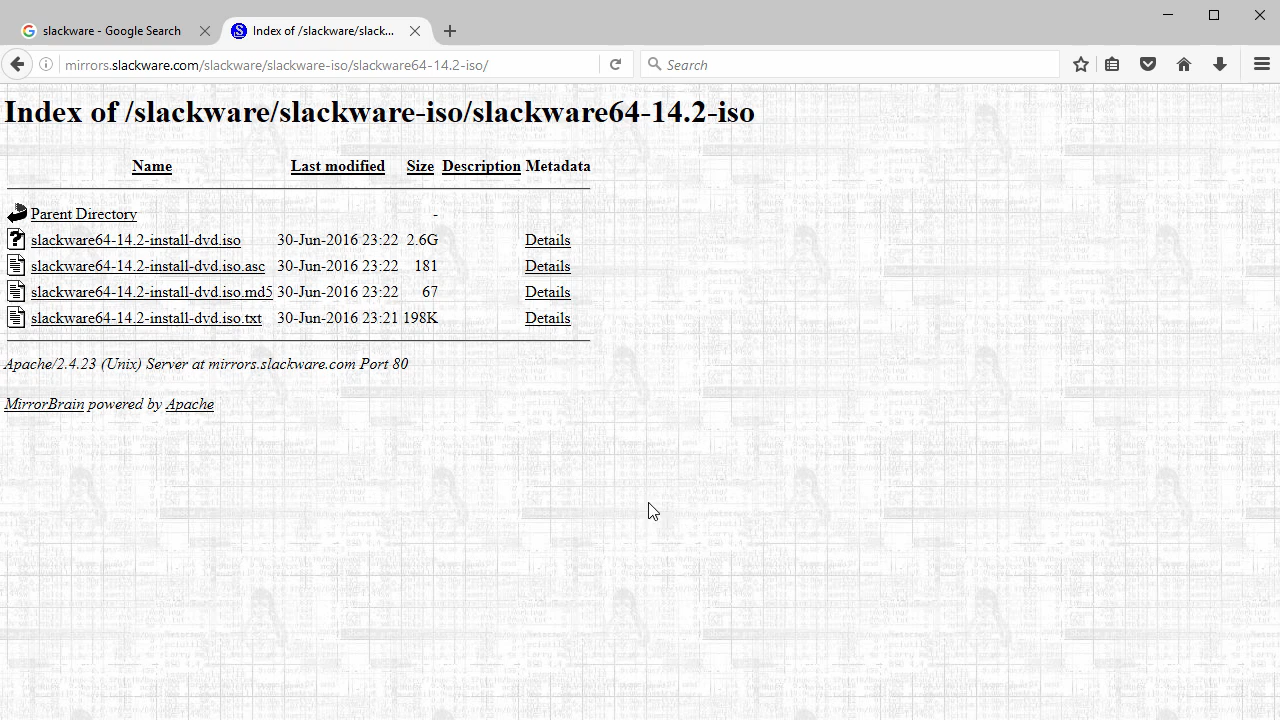 slackware - Google Search
Index of /slackware/slack...
mirrors.slackware.com/slackware/slackware-iso/slackware64-14.2-iso/
Search
Index of /slackware/slackware-iso/slackware64-14.2-iso
Name Last modified Size Description Metadata
Parent Directory -
slackware64-14.2-install-dvd.iso 30-Jun-2016 23:22 2.6G Details
slackware64-14.2-install-dvd.iso.asc 30-Jun-2016 23:22 181 Details
slackware64-14.2-install-dvd.iso.md5 30-Jun-2016 23:22 67 Details
slackware64-14.2-install-dvd.iso.txt 30-Jun-2016 23:21 198K Details
Apache/2.4.23 (Unix) Server at mirrors.slackware.com Port 80
MirrorBrain powered by Apache